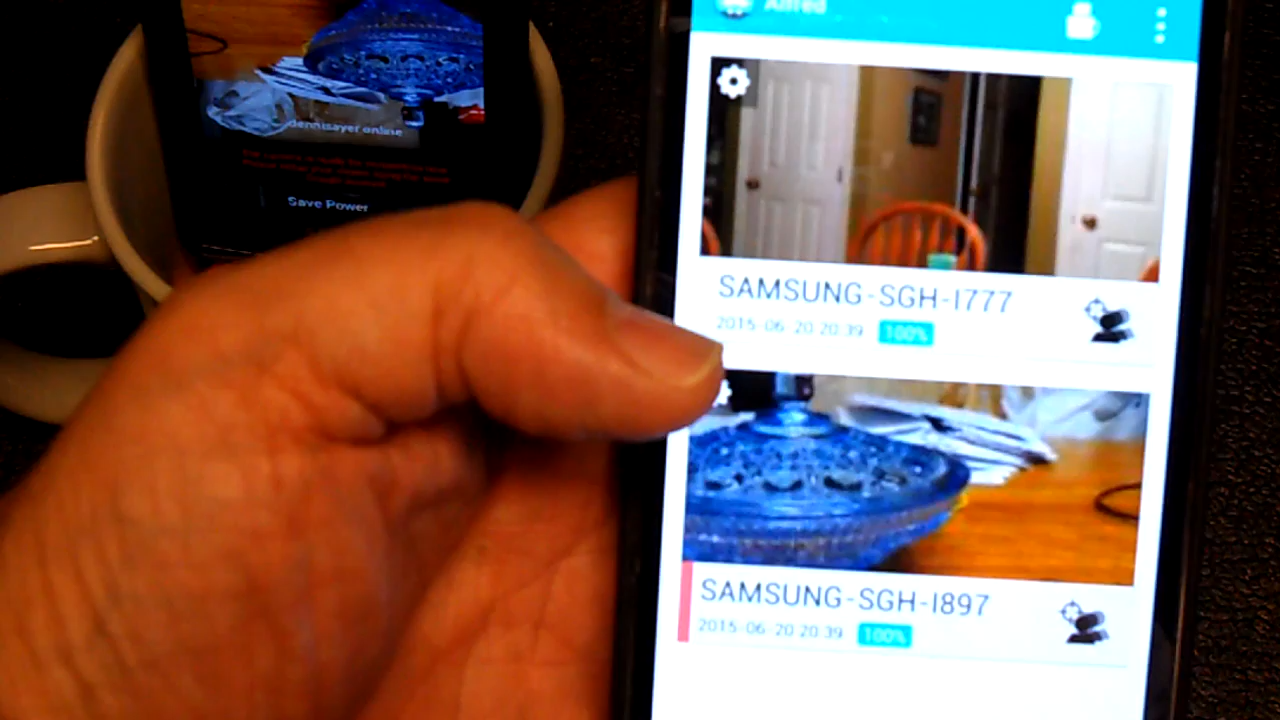 Alfred
dennisayer online
Save Power
SAMSUNG-SGH-I777
2015-06-20 20:39 100%
SAMSUNG-SGH-I897
2015-06-20 20:39 100%